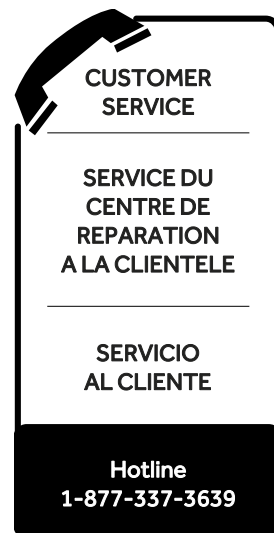 CUSTOMER
SERVICE
SERVICE DU
CENTRE DE
REPARATION
A LA CLIENTELE
SERVICIO
AL CLIENTE
Hotline
1-877-337-3639